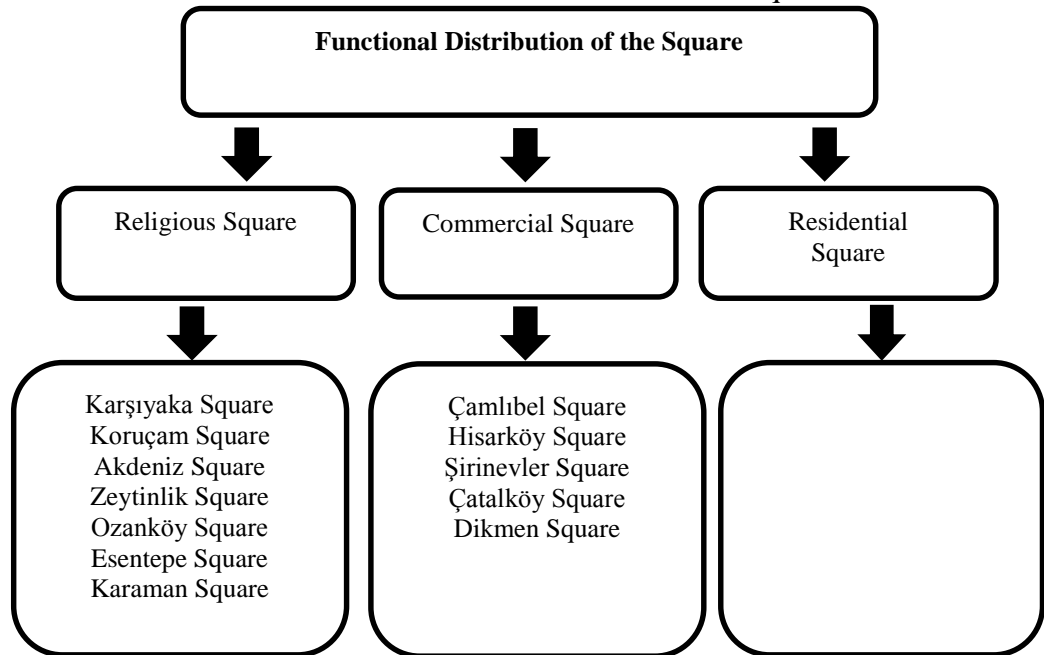 Functional Distribution of the Square
Religious Square
Commercial Square
Residential
Square
Karşıyaka Square
Koruçam Square
Akdeniz Square
Zeytinlik Square
Ozanköy Square
Esentepe Square
Karaman Square
Çamlıbel Square
Hisarköy Square
Şirinevler Square
Çatalköy Square
Dikmen Square